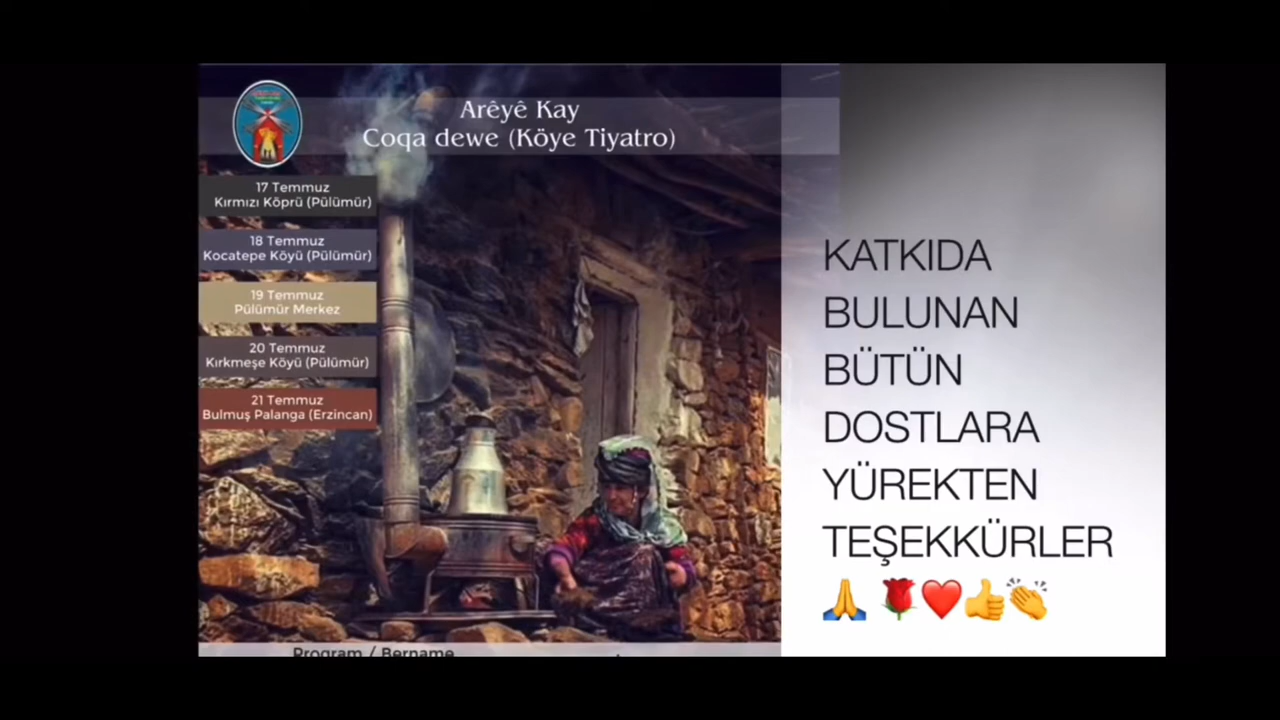 Arêyê Kay
Coqa dewe (Köye Tiyatro)
17 Temmuz
Kırmızı Köprü (Pülümür)
18 Temmuz
Kocatepe Köyü (Pülümür)
19 Temmuz
Pülümür Merkez
20 Temmuz
Kırkmeşe Köyü (Pülümür)
21 Temmuz
Bulmuş Palanga (Erzincan)
Program / Bername
KATKIDA
BULUNAN
BÜTÜN
DOSTLARA
YÜREKTEN
TEŞEKKÜRLER
🙏 🌹❤️👍👏